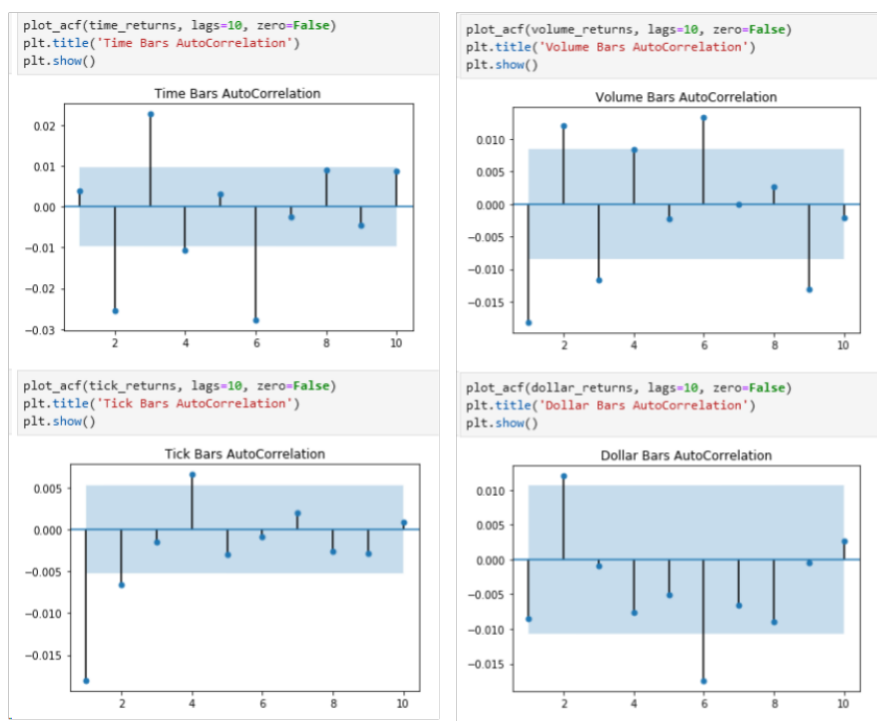 plot_acf(time_returns, lags=10, zero=False)
plt.title('Time Bars AutoCorrelation')
plt.show()
Time Bars AutoCorrelation
0.02
0.01
0.00
−0.01
−0.02
−0.03
2 4 6 8 10
plot_acf(volume_returns, lags=10, zero=False)
plt.title('Volume Bars AutoCorrelation')
plt.show()
Volume Bars AutoCorrelation
0.010
0.005
0.000
−0.005
−0.010
−0.015
2 4 6 8 10
plot_acf(tick_returns, lags=10, zero=False)
plt.title('Tick Bars AutoCorrelation')
plt.show()
Tick Bars AutoCorrelation
0.005
0.000
−0.005
−0.010
−0.015
2 4 6 8 10
plot_acf(dollar_returns, lags=10, zero=False)
plt.title('Dollar Bars AutoCorrelation')
plt.show()
Dollar Bars AutoCorrelation
0.010
0.005
0.000
−0.005
−0.010
−0.015
2 4 6 8 10